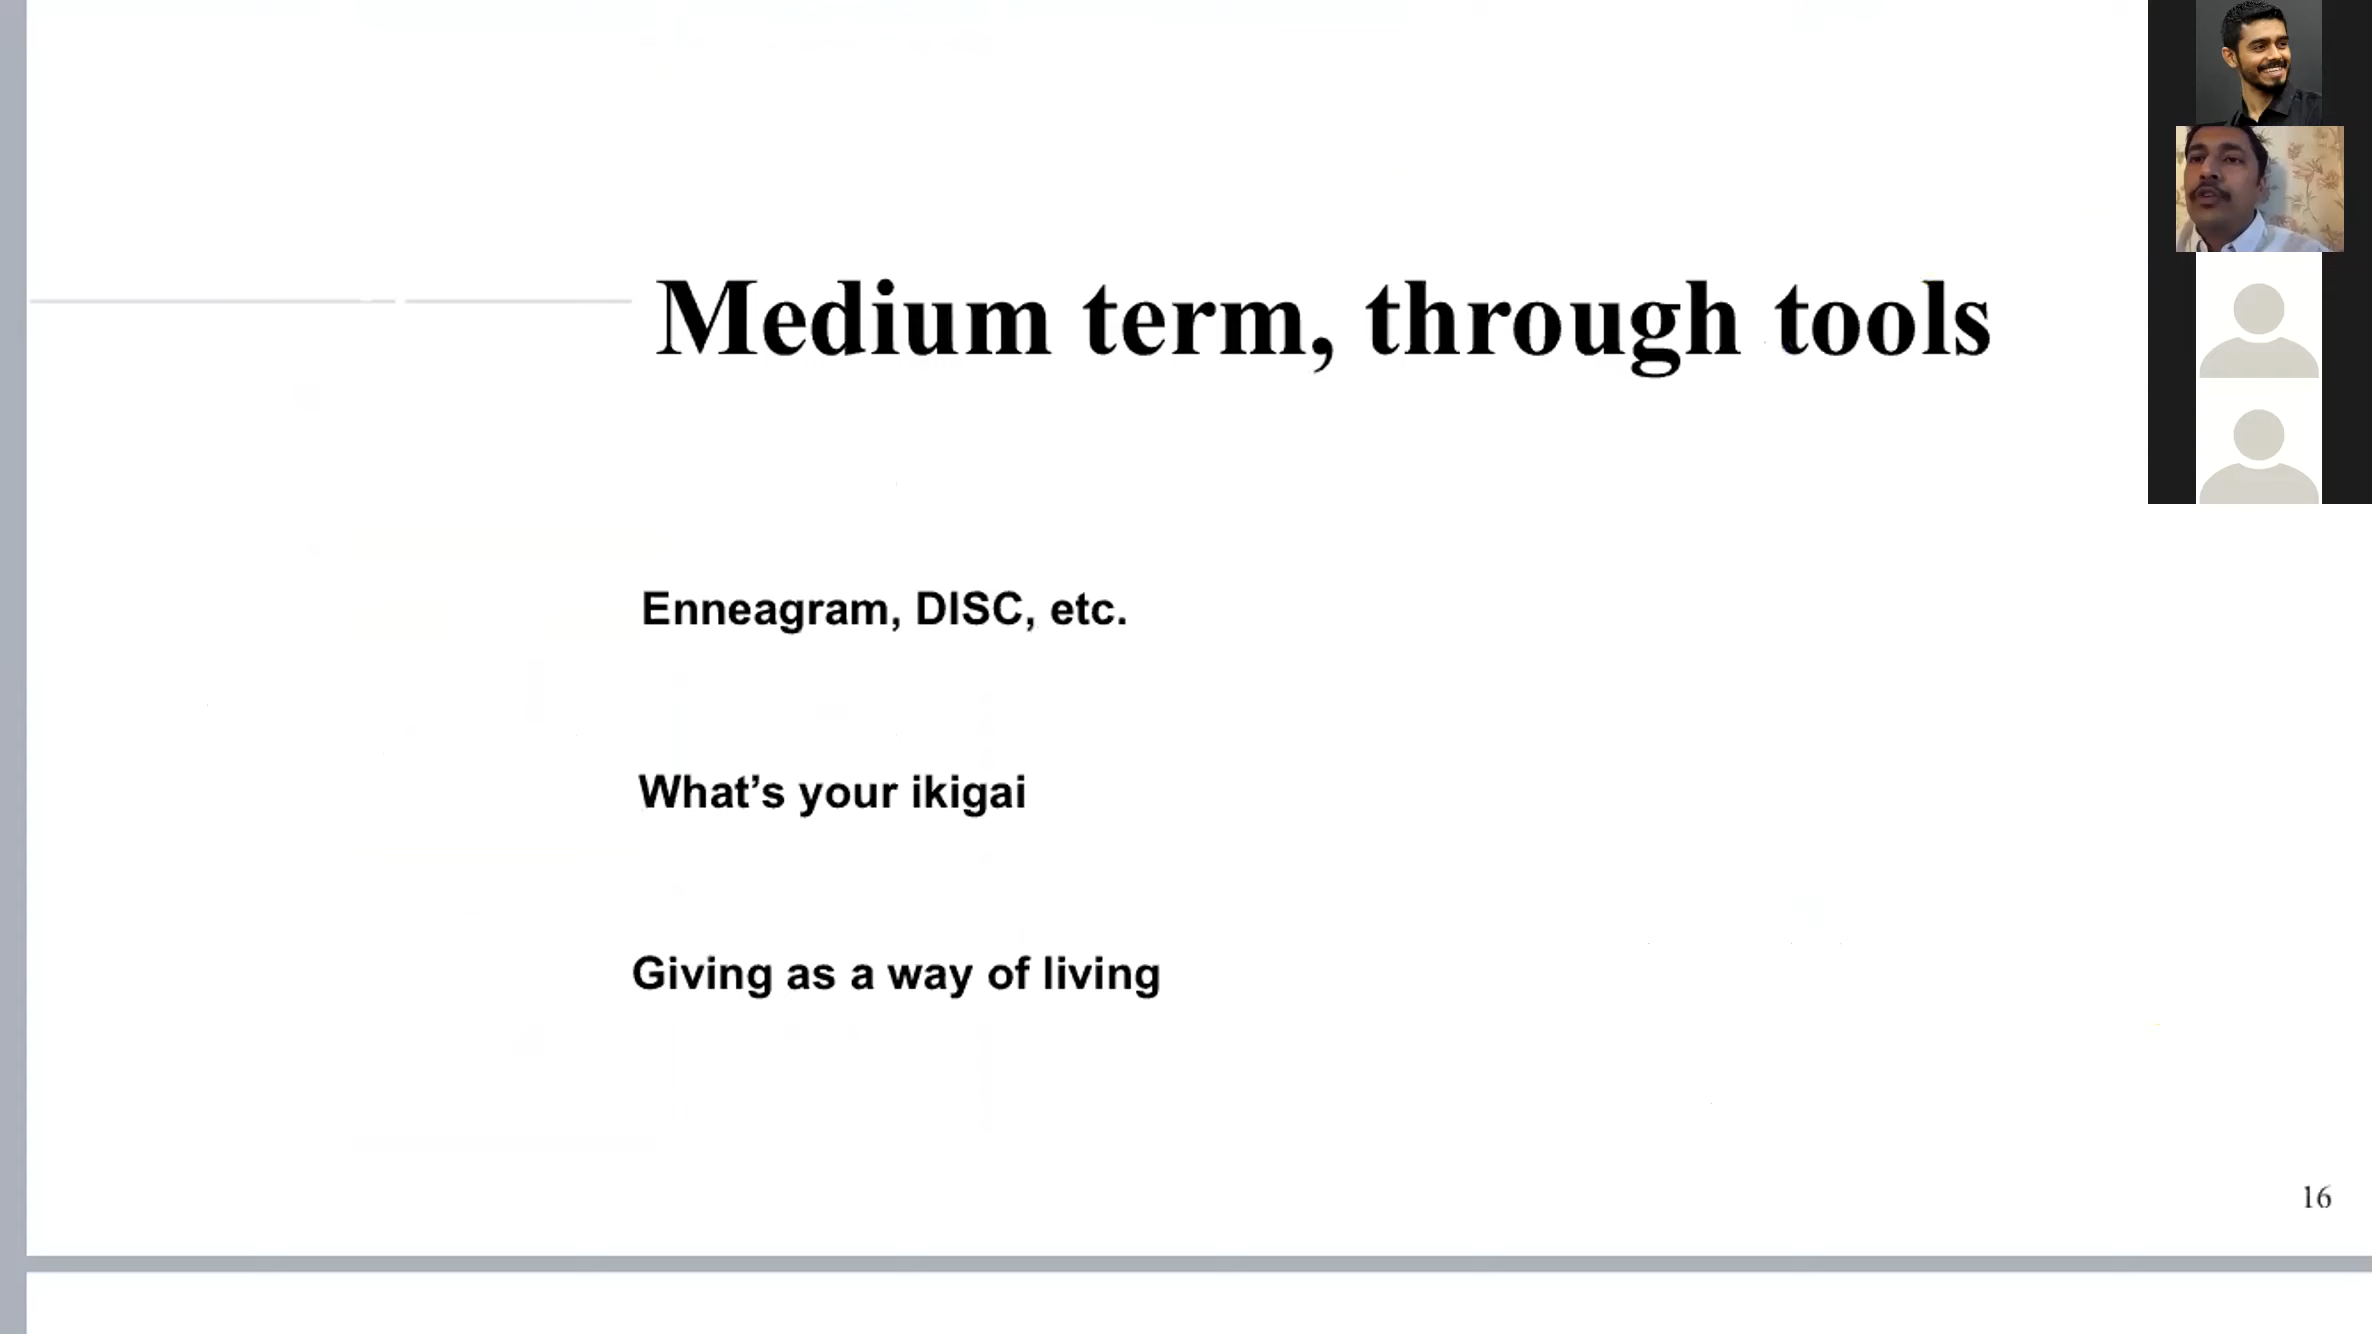 Medium term, through tools
Enneagram, DISC, etc.
What’s your ikigai
Giving as a way of living
16